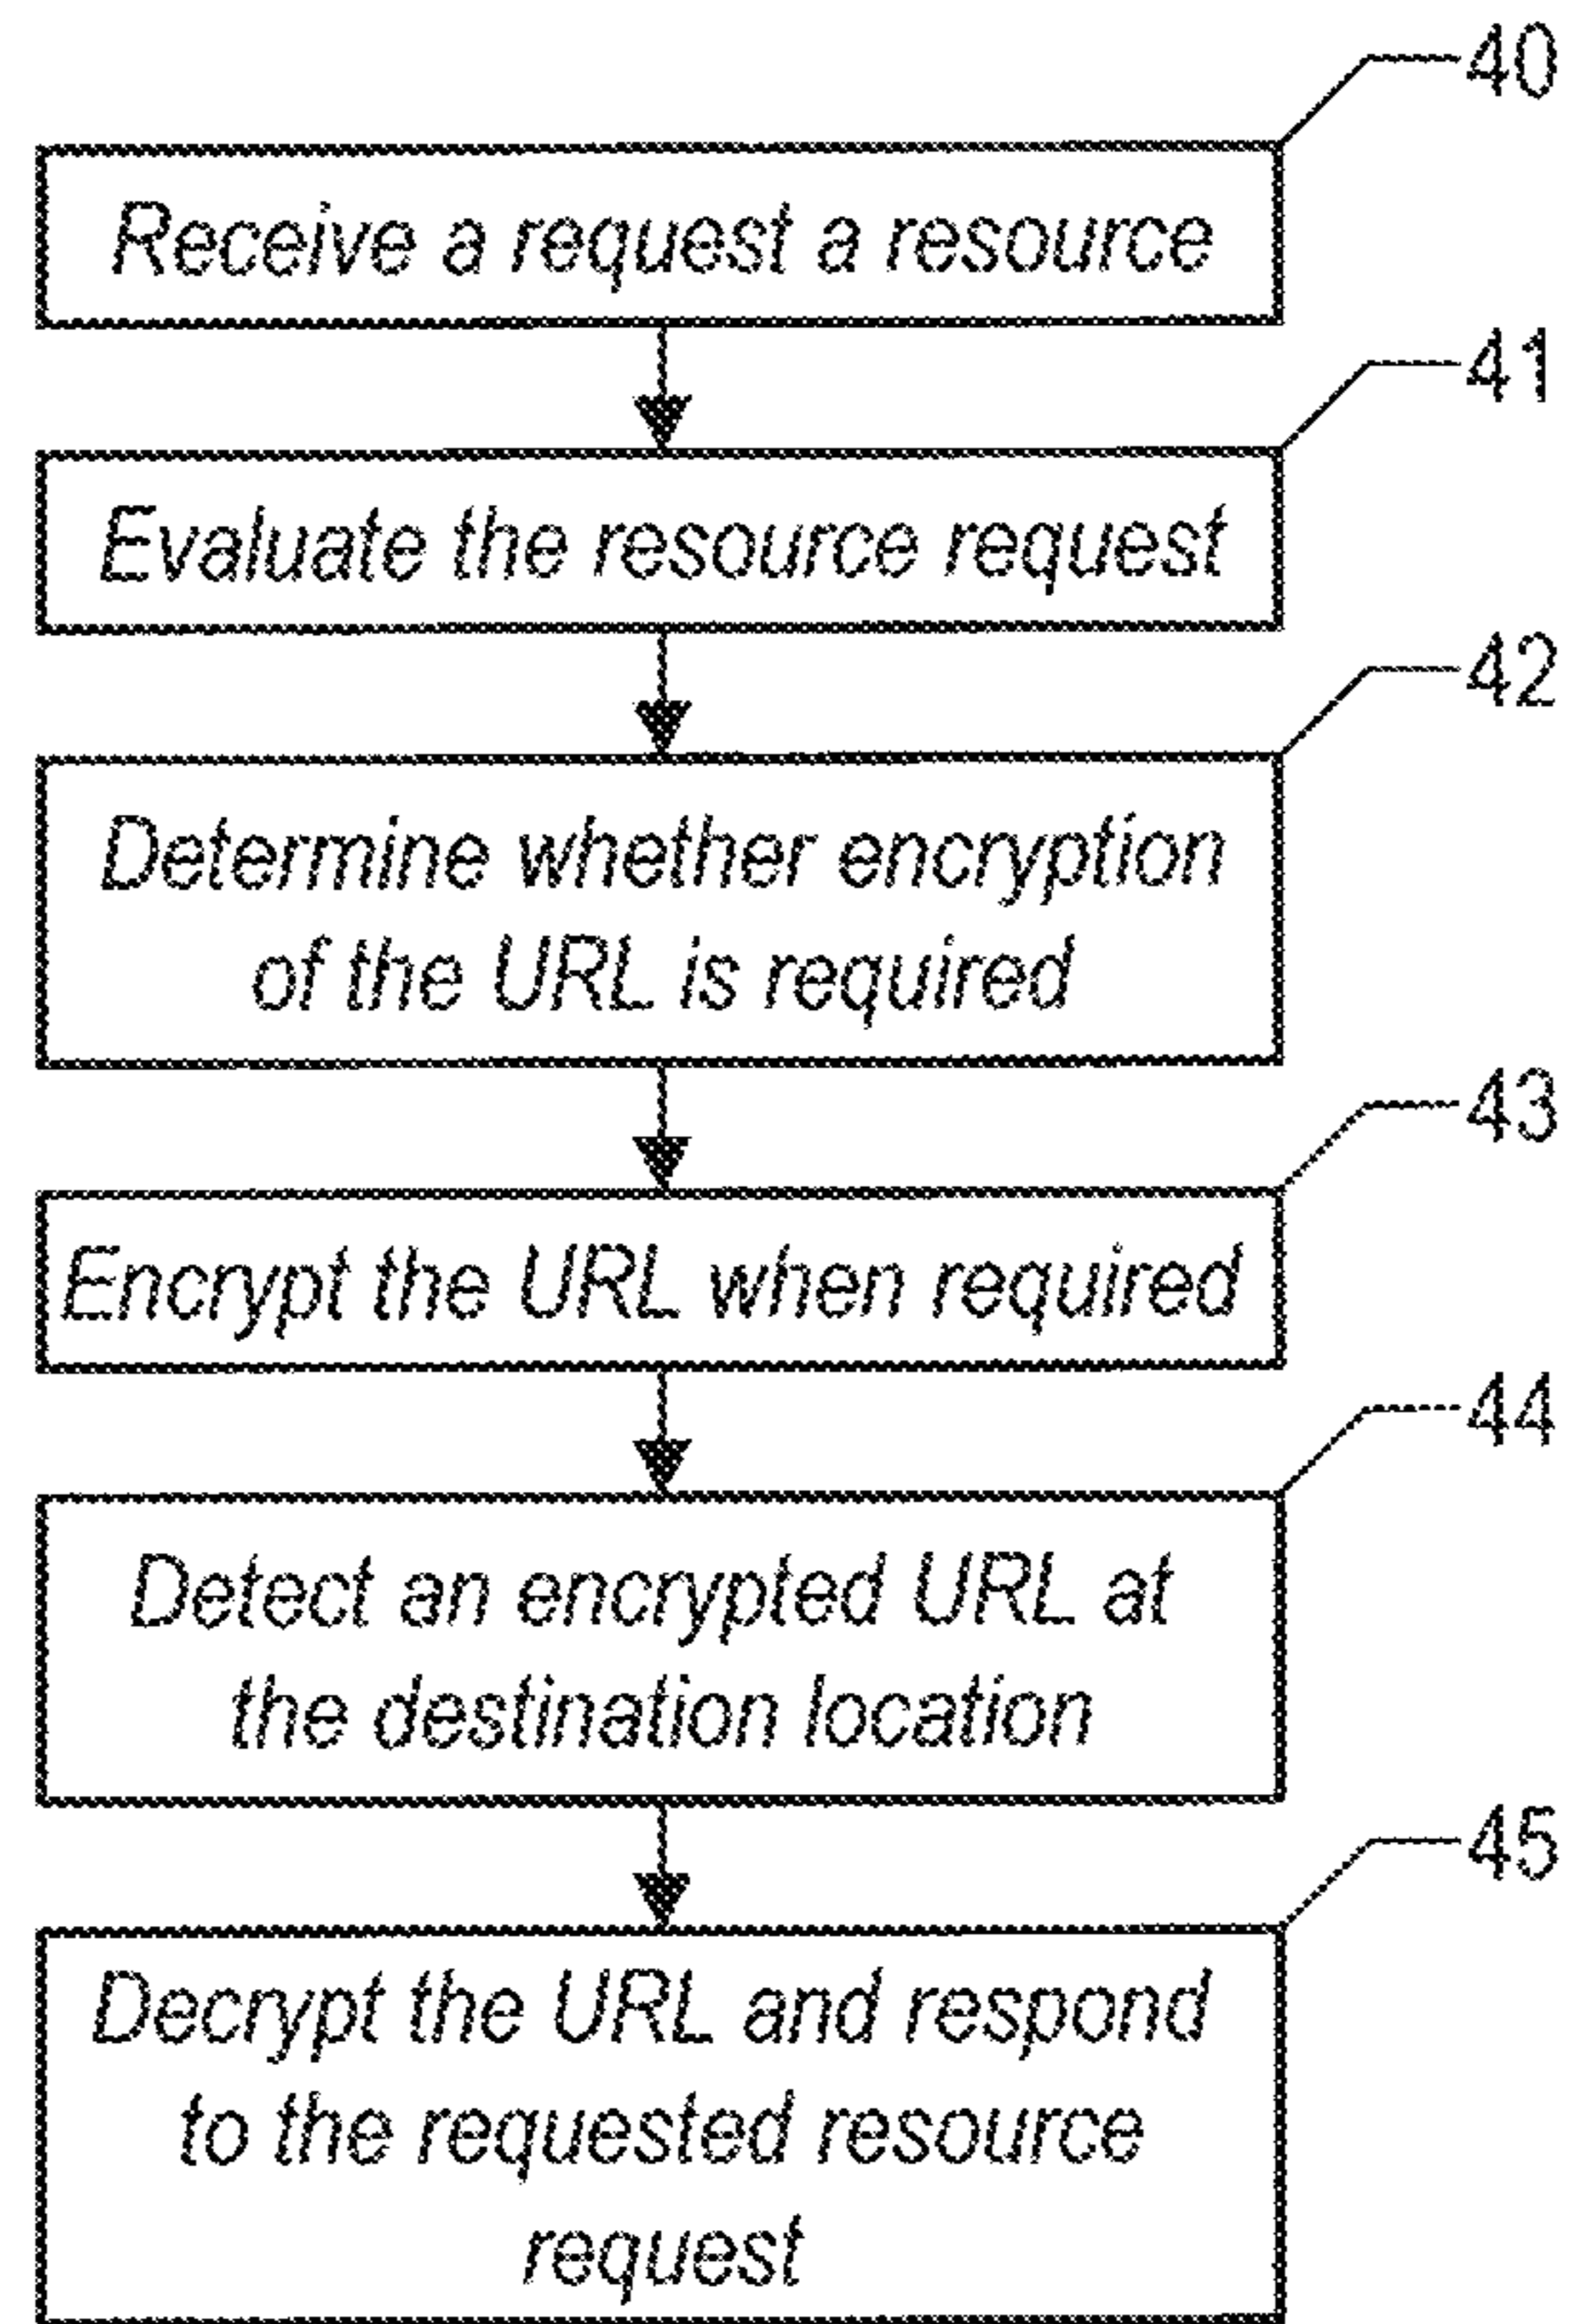 40
Receive a request a resource
41
Evaluate the resource request
42
Determine whether encryption
of the URL is required
43
Encrypt the URL when required
44
Detect an encrypted URL at
the destination location
45
Decrypt the URL and respond
to the requested resource
request